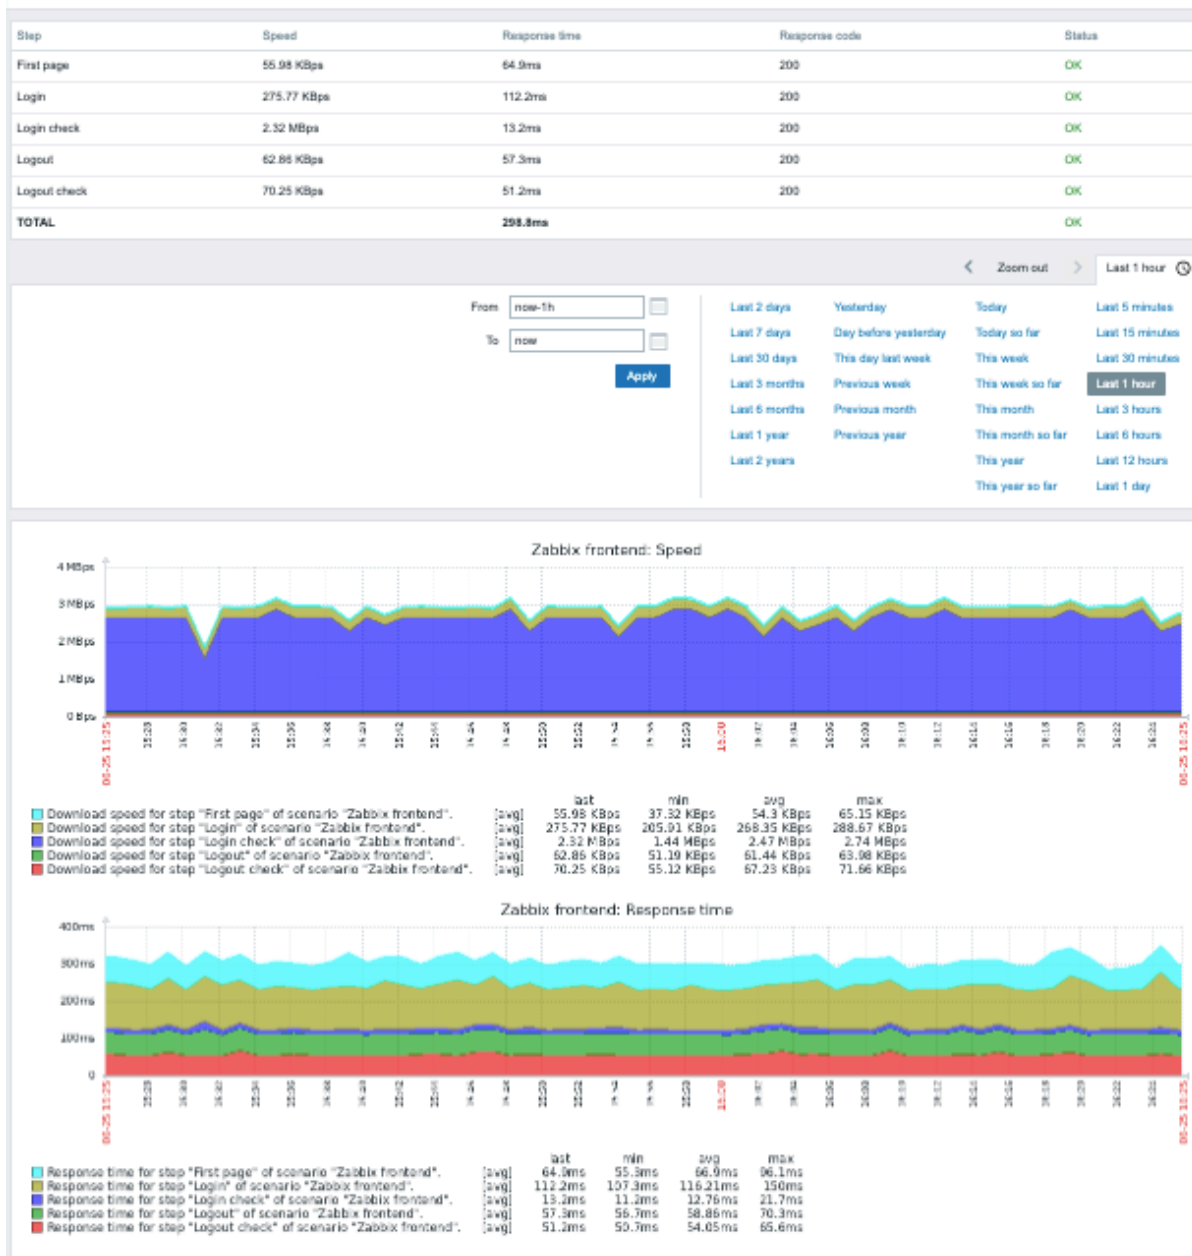 Step Speed Response time Response code Status
First page 55.98 KBps 64.9ms 200 OK
Login 275.77 KBps 112.2ms 200 OK
Login check 2.32 MBps 13.2ms 200 OK
Logout 62.86 KBps 57.3ms 200 OK
Logout check 70.25 KBps 51.2ms 200 OK
TOTAL 298.8ms OK
Zoom out Last 1 hour
From now-1h
To now
Apply
Last 2 days Yesterday Today Last 5 minutes
Last 7 days Day before yesterday Today so far Last 15 minutes
Last 30 days This day last week This week Last 30 minutes
Last 3 months Previous week This week so far Last 1 hour
Last 6 months Previous month This month Last 3 hours
Last 1 year Previous year This month so far Last 6 hours
Last 2 years This year Last 12 hours
This year so far Last 1 day
Zabbix frontend: Speed
4 MBps
3 MBps
2 MBps
1 MBps
0 Bps
last min avg max
Download speed for step "First page" of scenario "Zabbix frontend". [avg] 55.98 KBps 37.32 KBps 54.3 KBps 65.15 KBps
Download speed for step "Login" of scenario "Zabbix frontend". [avg] 275.77 KBps 205.91 KBps 268.35 KBps 288.67 KBps
Download speed for step "Login check" of scenario "Zabbix frontend". [avg] 2.32 MBps 1.44 MBps 2.47 MBps 2.74 MBps
Download speed for step "Logout" of scenario "Zabbix frontend". [avg] 62.86 KBps 51.19 KBps 61.44 KBps 63.98 KBps
Download speed for step "Logout check" of scenario "Zabbix frontend". [avg] 70.25 KBps 55.12 KBps 67.23 KBps 71.66 KBps
Zabbix frontend: Response time
400ms
300ms
200ms
100ms
0
last min avg max
Response time for step "First page" of scenario "Zabbix frontend". [avg] 64.9ms 55.3ms 66.9ms 96.1ms
Response time for step "Login" of scenario "Zabbix frontend". [avg] 112.2ms 107.3ms 116.21ms 150ms
Response time for step "Login check" of scenario "Zabbix frontend". [avg] 13.2ms 11.2ms 12.76ms 21.7ms
Response time for step "Logout" of scenario "Zabbix frontend". [avg] 57.3ms 56.7ms 58.86ms 70.3ms
Response time for step "Logout check" of scenario "Zabbix frontend". [avg] 51.2ms 50.7ms 54.05ms 65.6ms